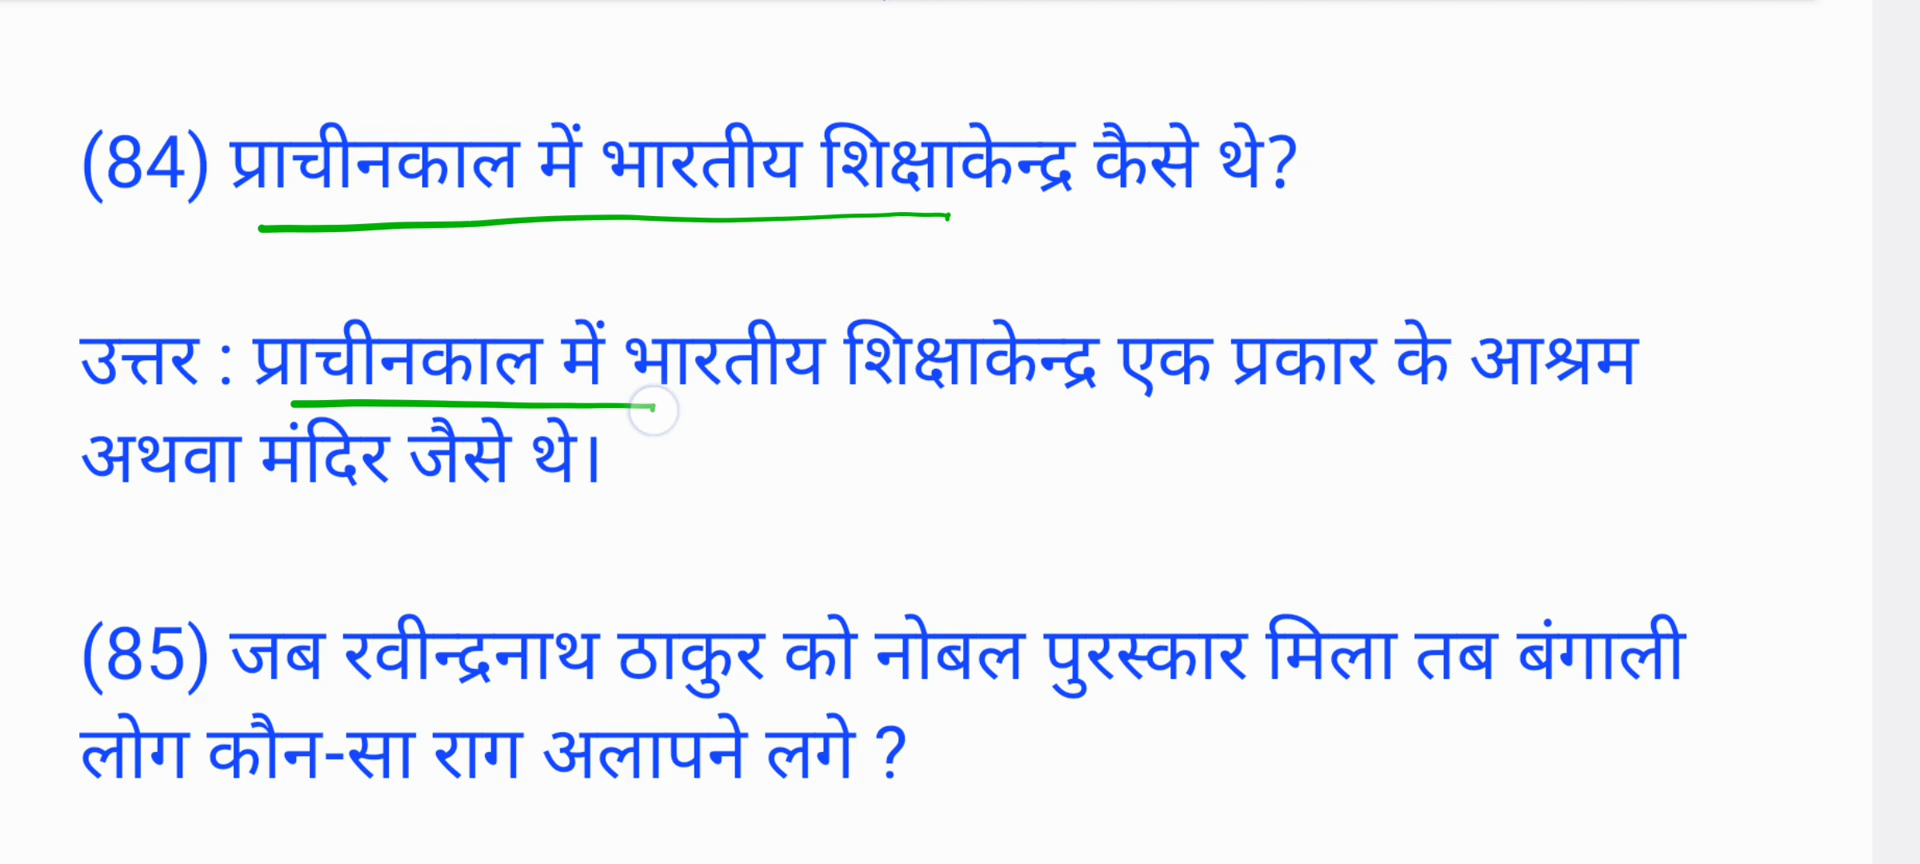 (84) प्राचीनकाल में भारतीय शिक्षाकेन्द्र कैसे थे?
उत्तर : प्राचीनकाल में भारतीय शिक्षाकेन्द्र एक प्रकार के आश्रम
अथवा मंदिर जैसे थे।
(85) जब रवीन्द्रनाथ ठाकुर को नोबल पुरस्कार मिला तब बंगाली
लोग कौन-सा राग अलापने लगे ?